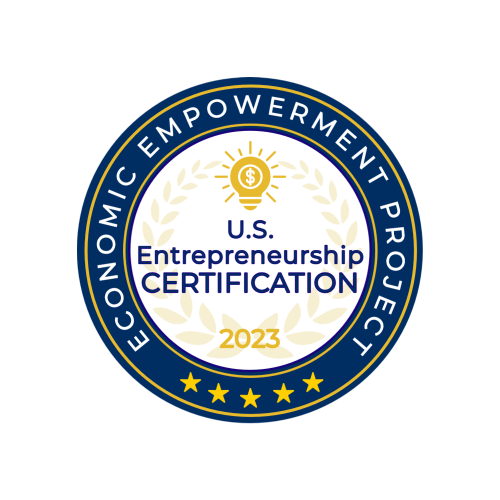 ECONOMIC EMPOWERMENT PROJECT
$
U.S.
Entrepreneurship
CERTIFICATION
2023